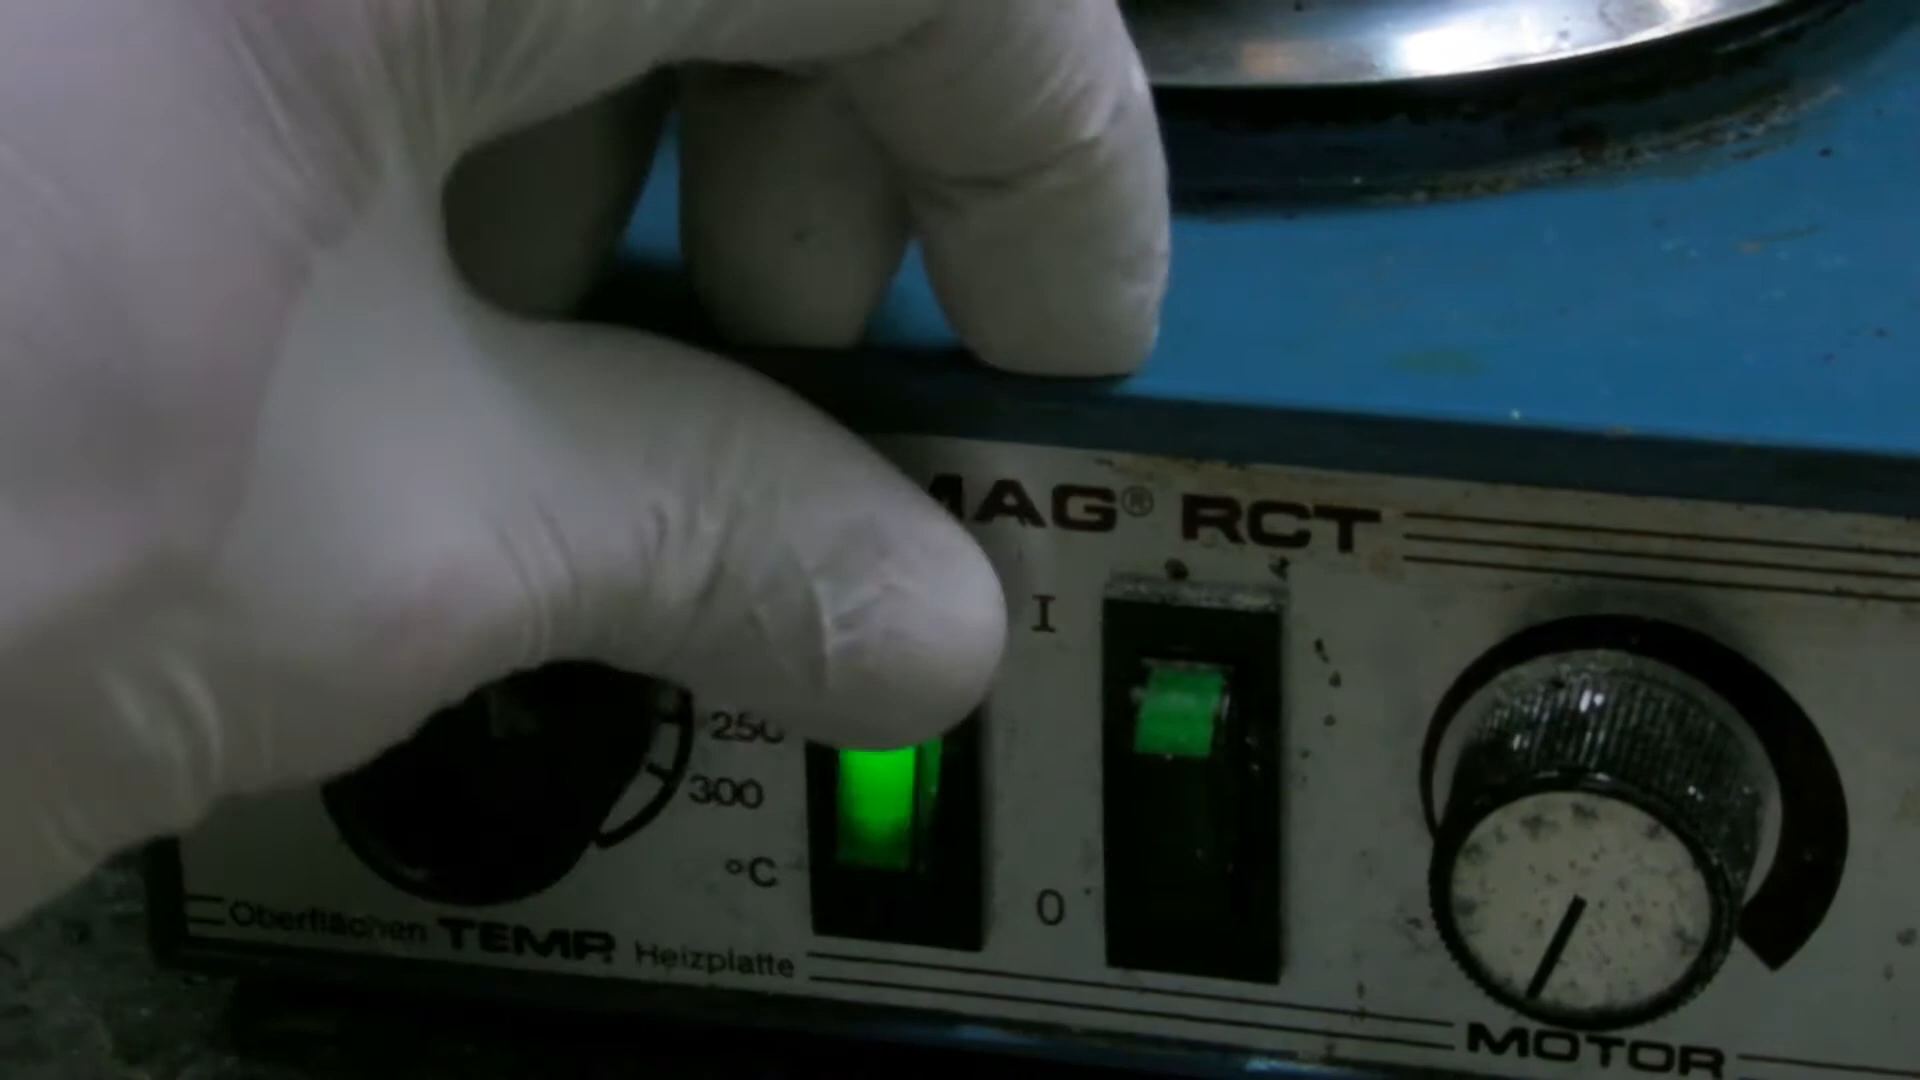 MAG® RCT
I
250
300
°C
0
Oberflächen TEMP. Heizplatte
MOTOR